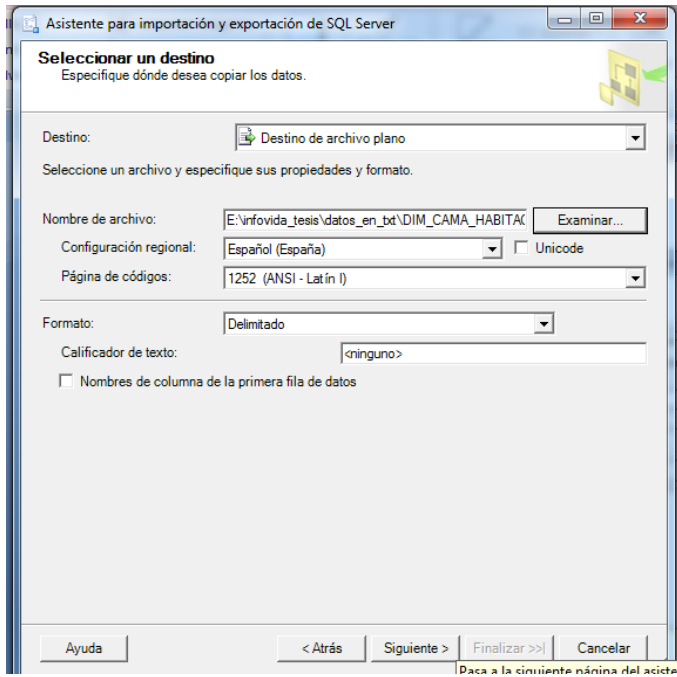 Asistente para importación y exportación de SQL Server
Seleccionar un destino
Especifique dónde desea copiar los datos.
Destino: Destino de archivo plano
Seleccione un archivo y especifique sus propiedades y formato.
Nombre de archivo: E:\infovida_tesis\datos_en_txt\DIM_CAMA_HABITAC Examinar...
Configuración regional: Español (España) Unicode
Página de códigos: 1252 (ANSI - Latín I)
Formato: Delimitado
Calificador de texto: <ninguno>
Nombres de columna de la primera fila de datos
Ayuda < Atrás Siguiente > Finalizar >>| Cancelar
Pasa a la siguiente página del asiste